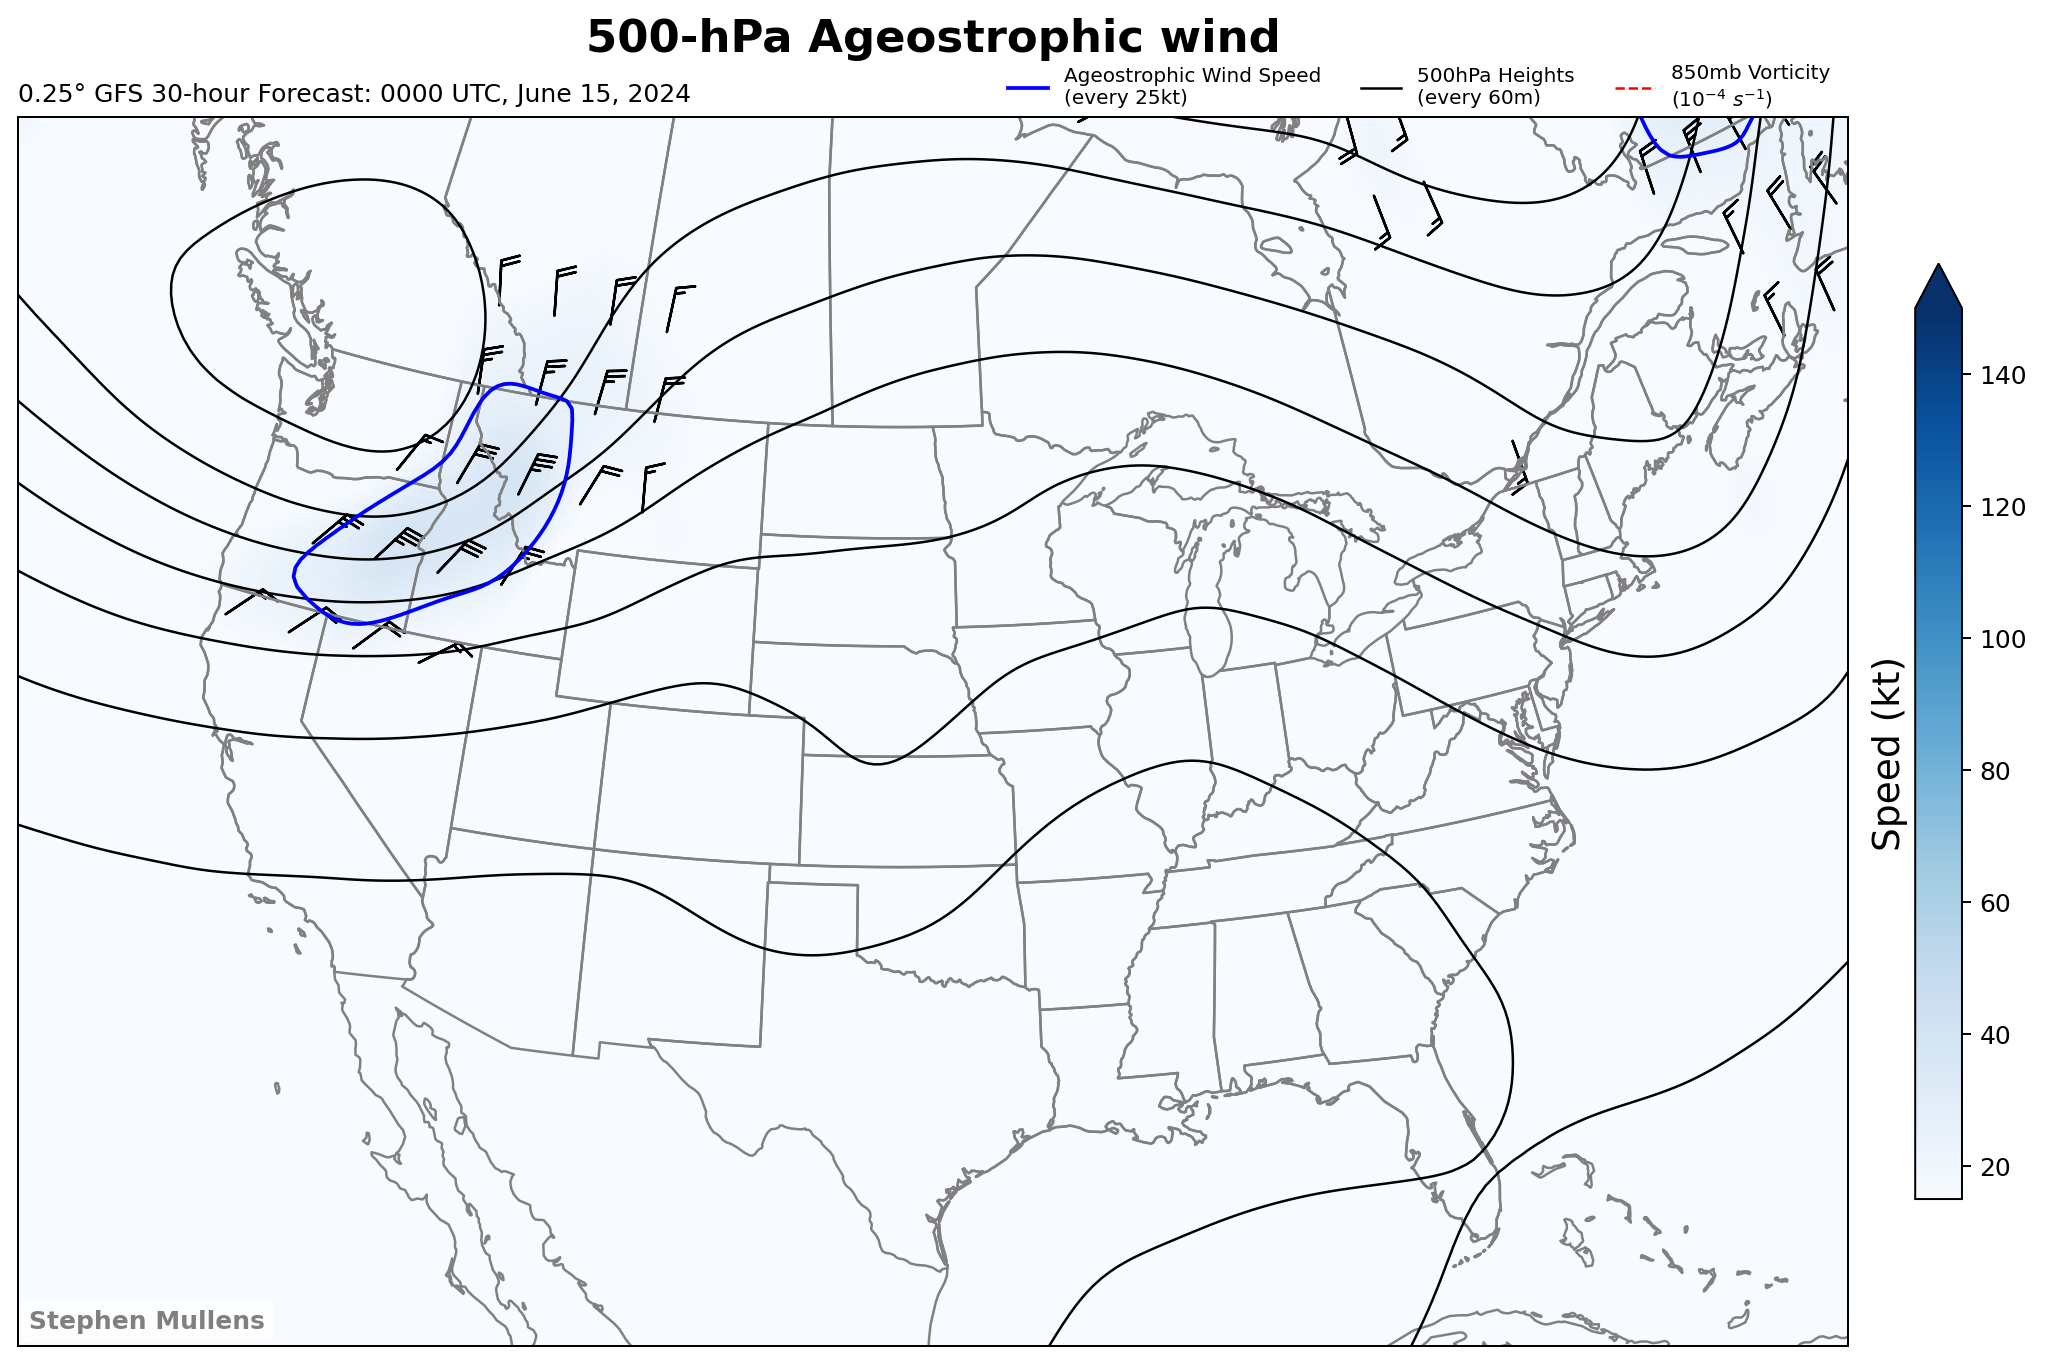 500-hPa Ageostrophic wind
0.25° GFS 30-hour Forecast: 0000 UTC, June 15, 2024
Ageostrophic Wind Speed
(every 25kt)
500hPa Heights
(every 60m)
850mb Vorticity
(10⁻⁴ s⁻¹)
140
120
100
80
60
40
20
Speed (kt)
Stephen Mullens